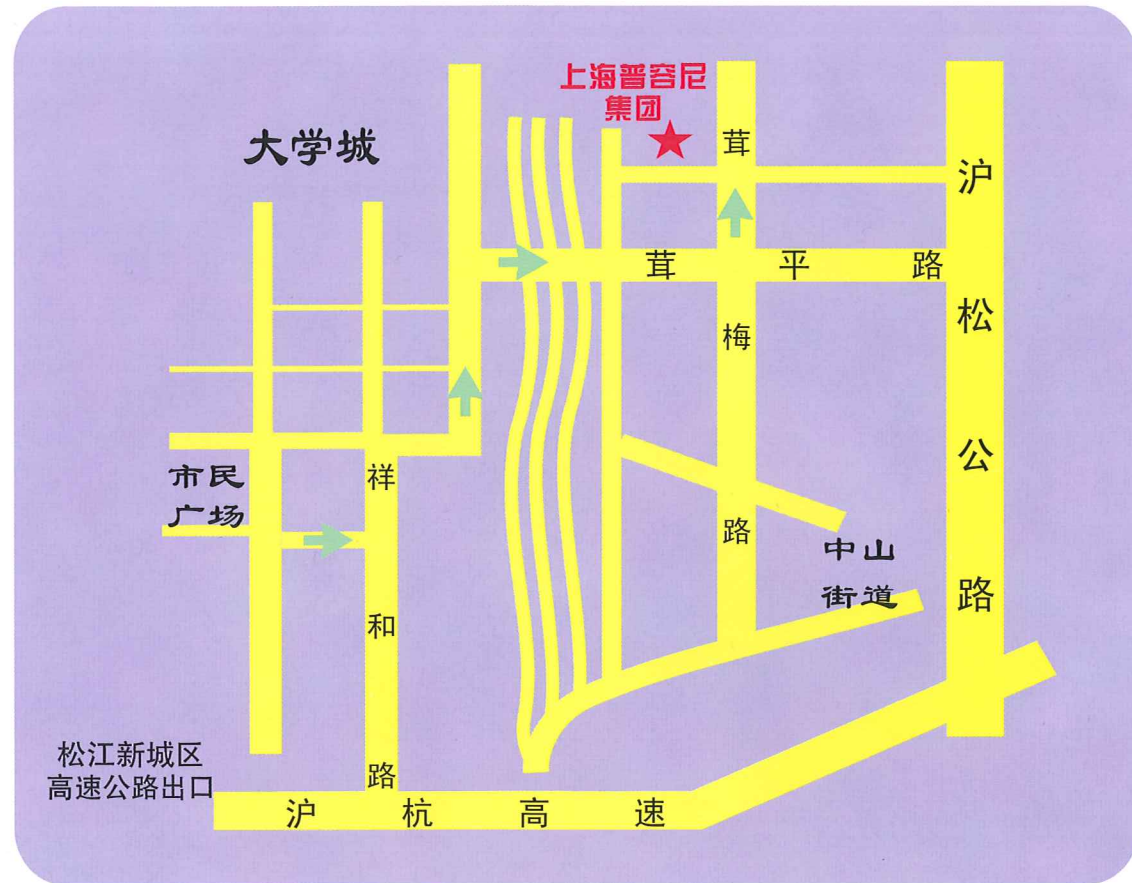 上海普容尼
集团
大学城
茸梅路
沪松公路
茸平路
市民
广场
祥和路
中山
街道
松江新城区
高速公路出口
沪杭高速